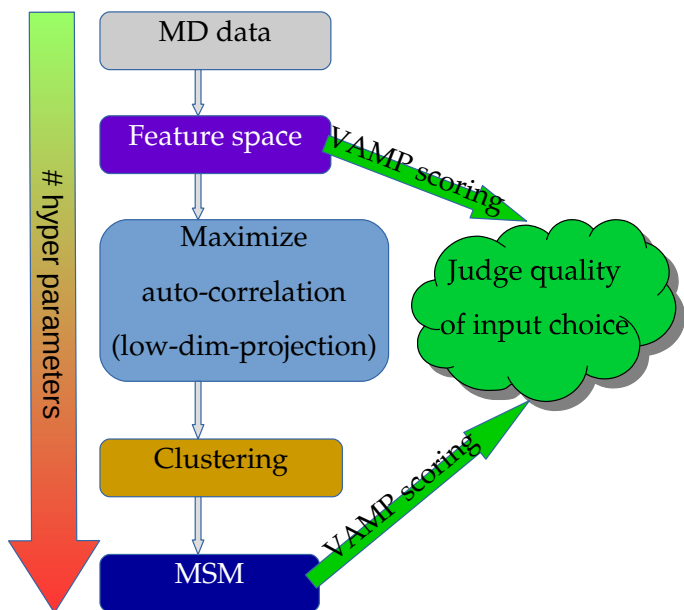 MD data
Feature space
VAMP scoring
# hyper parameters
Maximize
auto-correlation
(low-dim-projection)
Judge quality
of input choice
Clustering
VAMP scoring
MSM